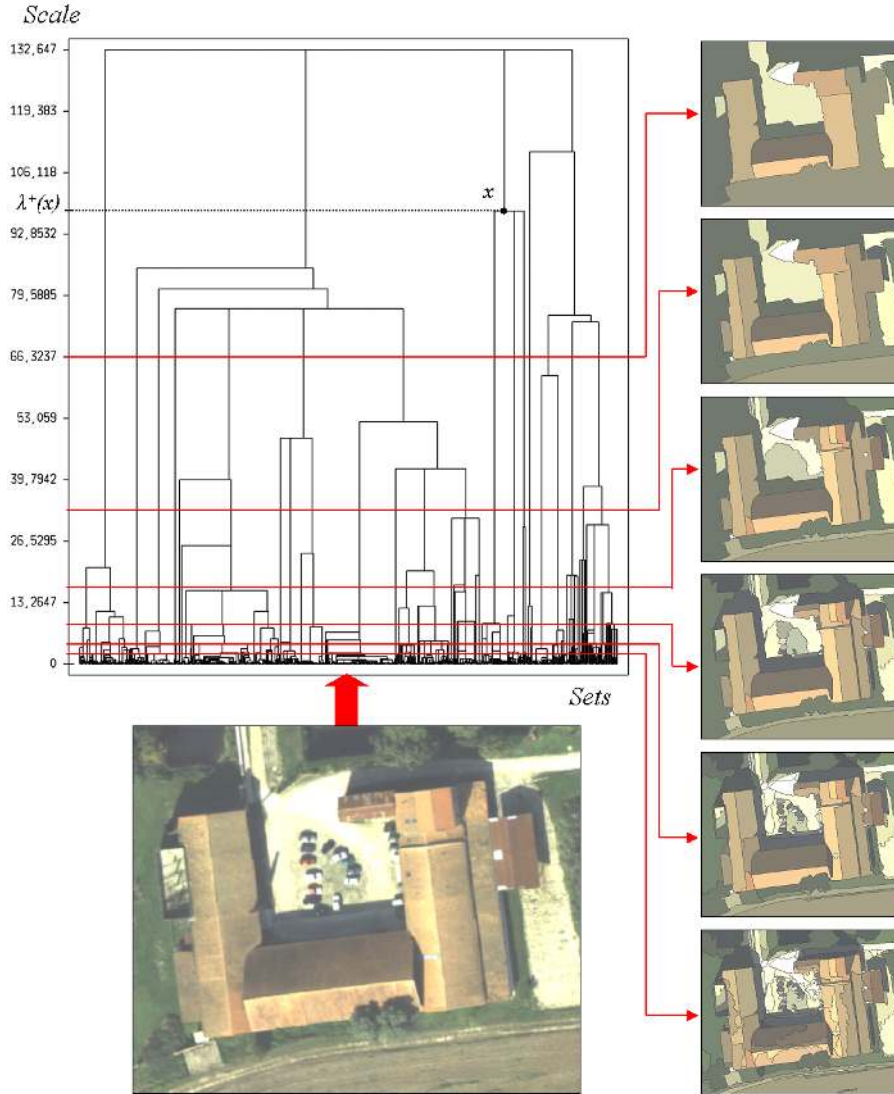 Scale
132,647
119,383
106,118
λ⁺(x)
x
92,8532
79,5885
66,3237
53,059
39,7942
26,5295
13,2647
0
Sets